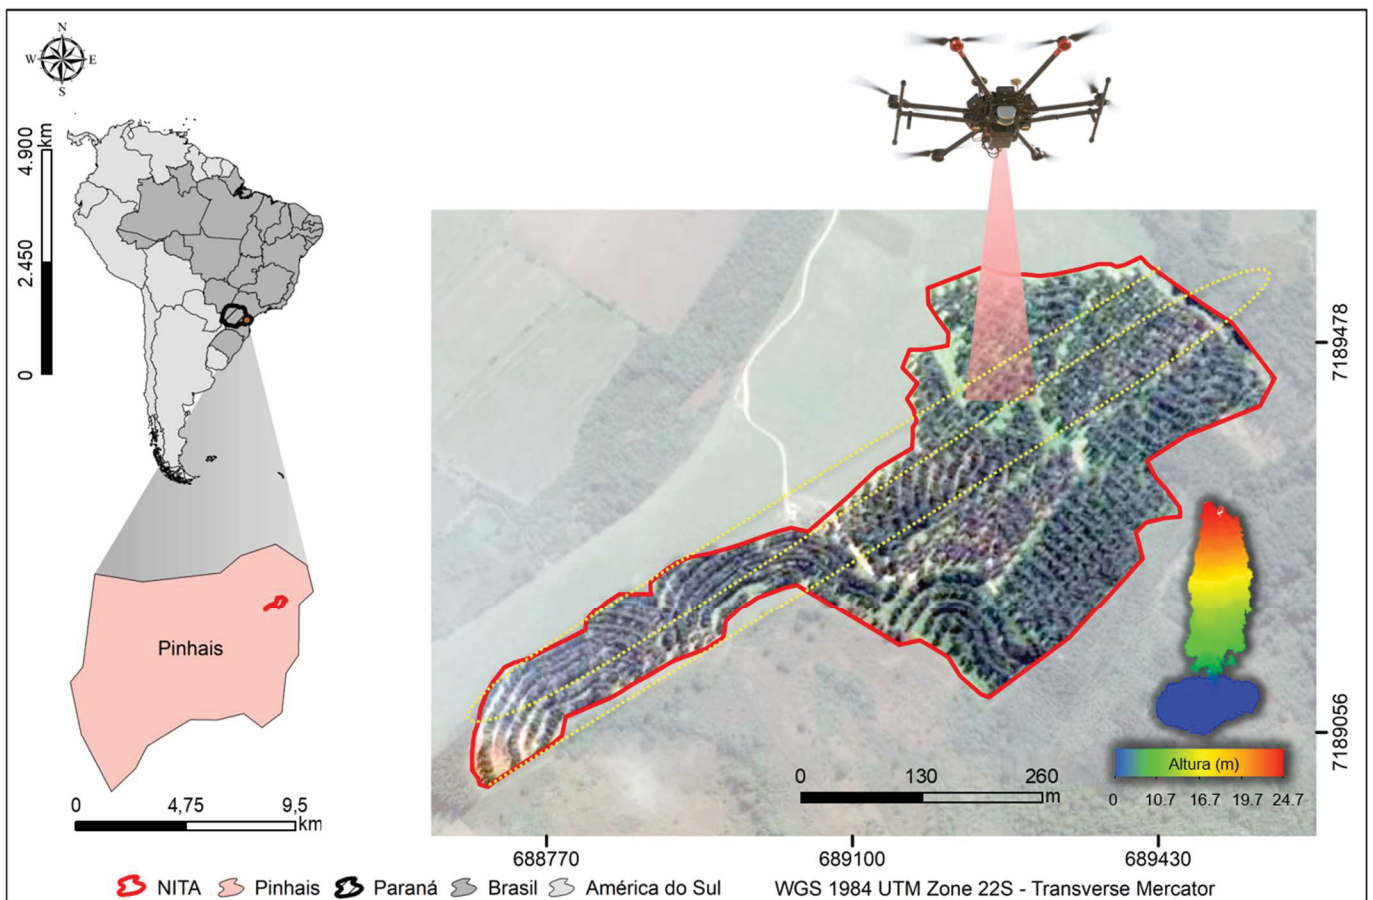 N
W E
S
4.900
km
2.450
0
7189478
Pinhais
7189056
Altura (m)
0 10.7 16.7 19.7 24.7
0 130 260
m
0 4,75 9,5
km
688770 689100 689430
NITA Pinhais Paraná Brasil América do Sul WGS 1984 UTM Zone 22S - Transverse Mercator